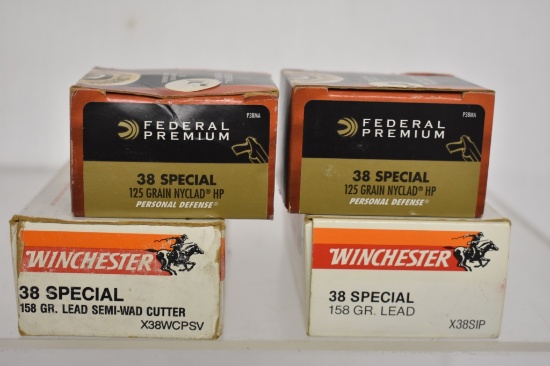 FEDERAL
PREMIUM
P38NA
38 SPECIAL
125 GRAIN NYCLAD® HP
PERSONAL DEFENSE®
FEDERAL
PREMIUM
P38NA
38 SPECIAL
125 GRAIN NYCLAD® HP
PERSONAL DEFENSE®
WINCHESTER
38 SPECIAL
158 GR. LEAD SEMI-WAD CUTTER
X38WCPSV
WINCHESTER
38 SPECIAL
158 GR. LEAD
X38SIP